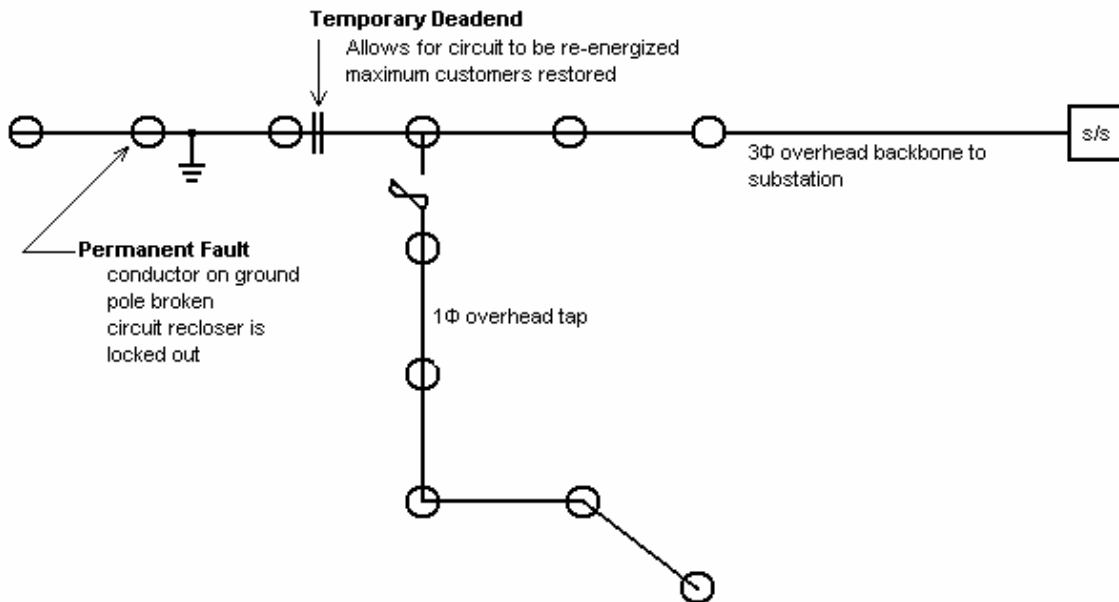 Temporary Deadend
Allows for circuit to be re-energized
maximum customers restored
s/s
3Φ overhead backbone to
substation
Permanent Fault
conductor on ground
pole broken
circuit recloser is
locked out
1Φ overhead tap